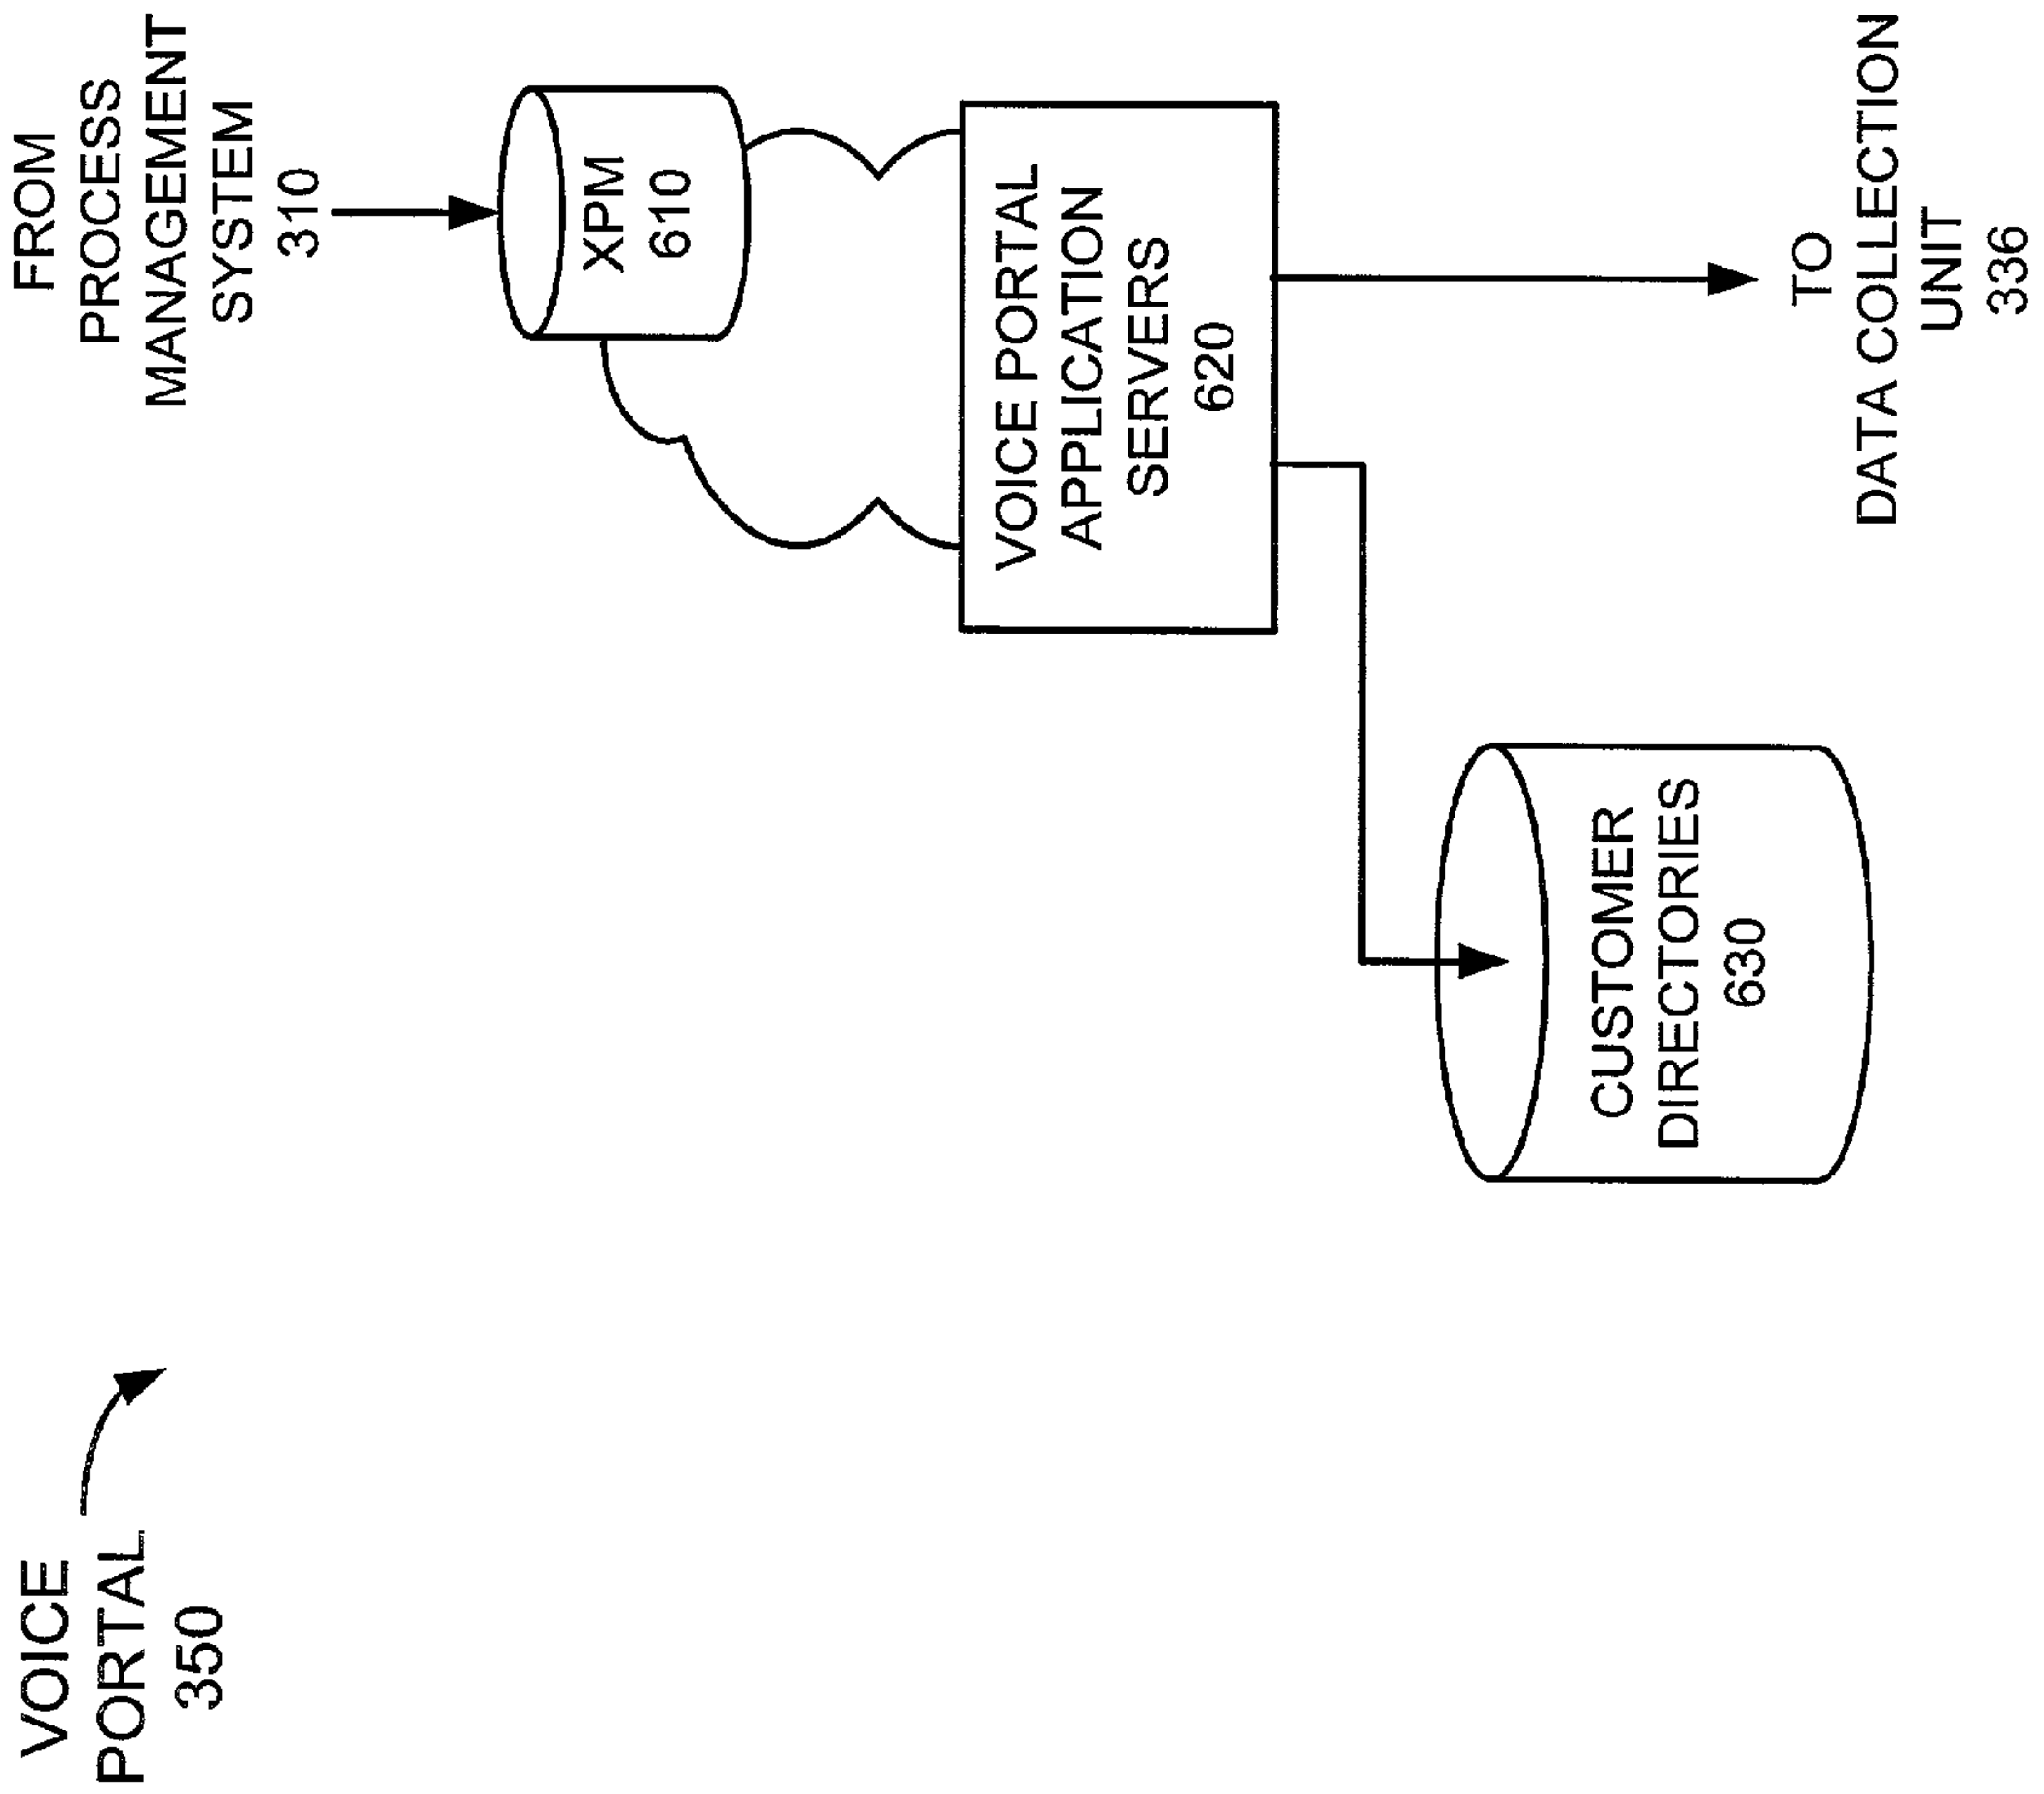 VOICE
PORTAL
350
FROM
PROCESS
MANAGEMENT
SYSTEM
310
XPM
610
VOICE PORTAL
APPLICATION
SERVERS
620
CUSTOMER
DIRECTORIES
630
TO
DATA COLLECTION
UNIT
336